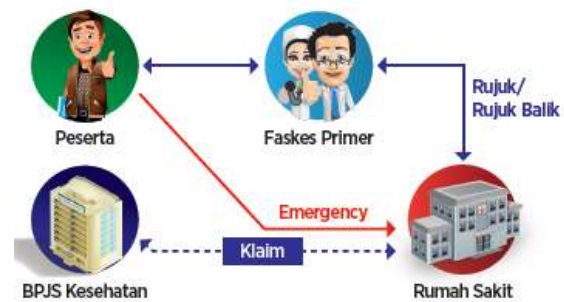 Peserta
Faskes Primer
Rujuk/
Rujuk Balik
Emergency
Klaim
BPJS Kesehatan
Rumah Sakit